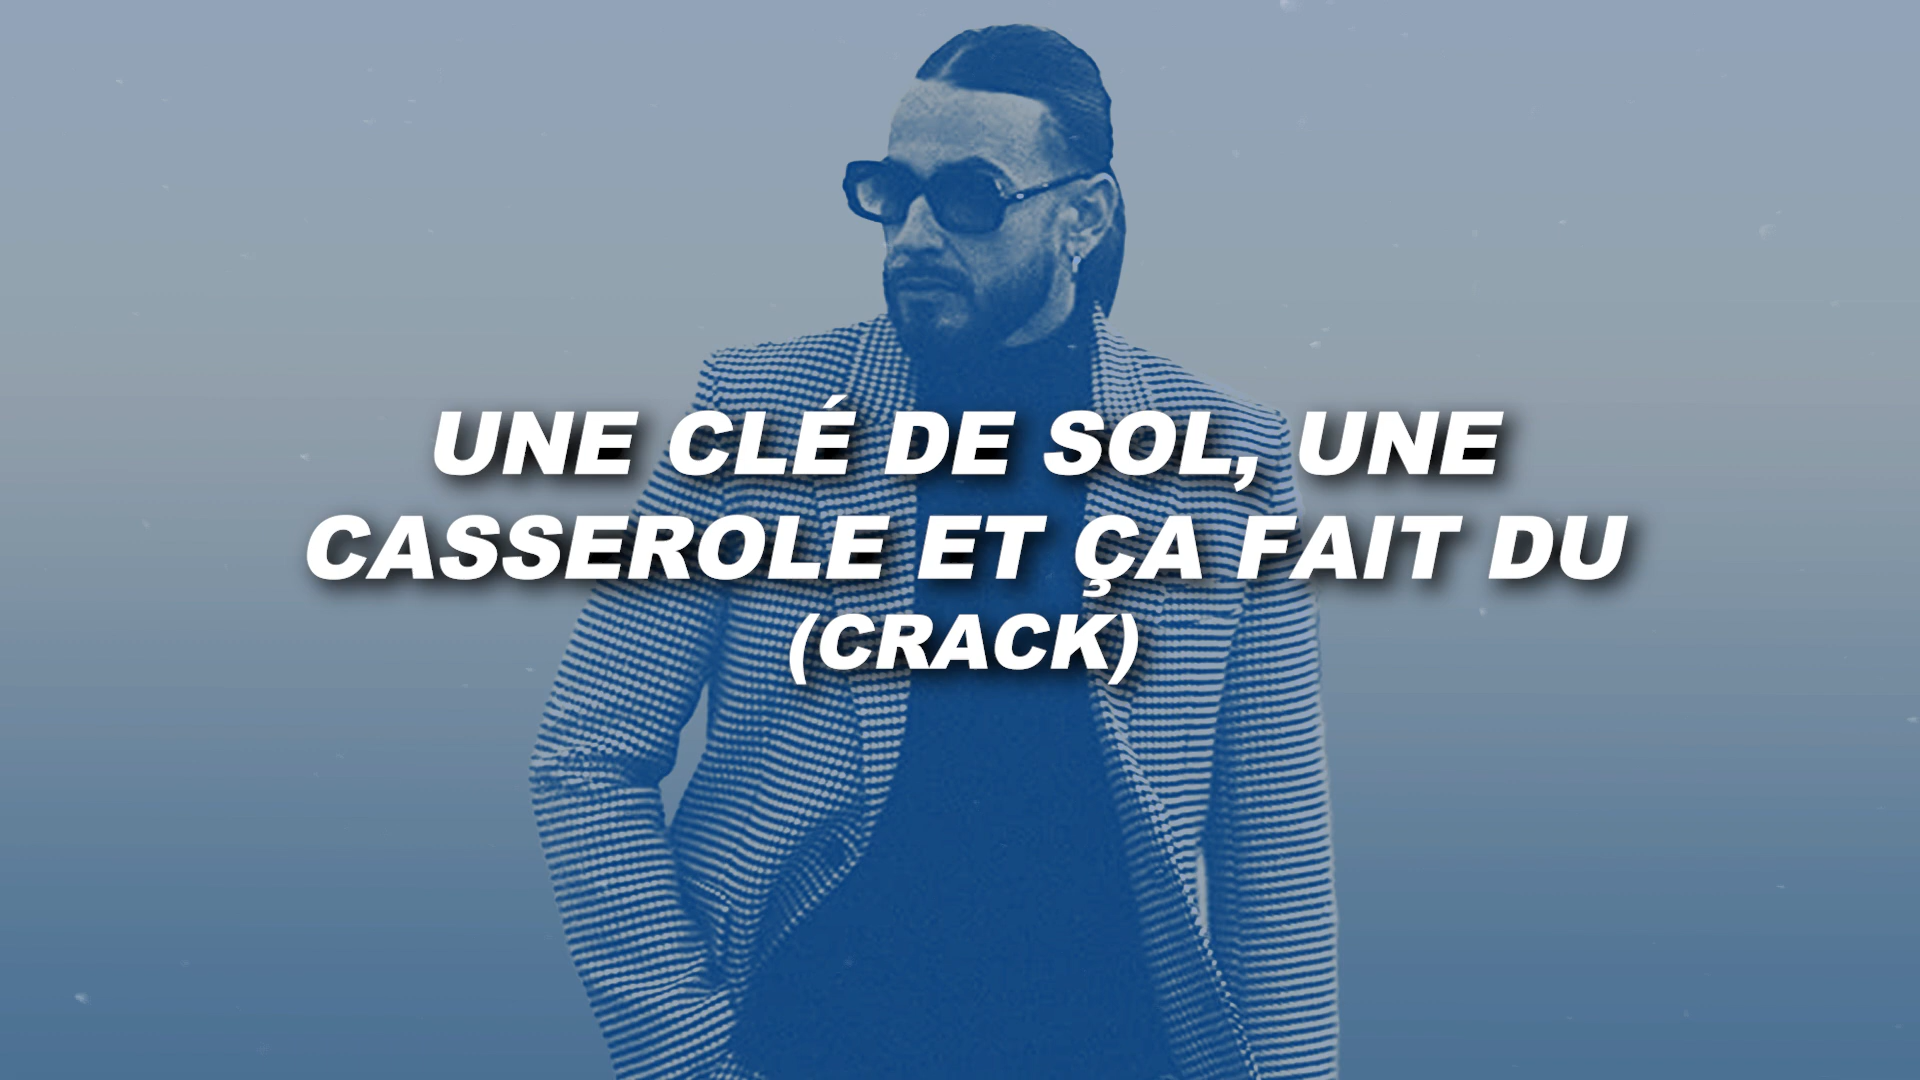 UNE CLÉ DE SOL, UNE
CASSEROLE ET ÇA FAIT DU
(CRACK)